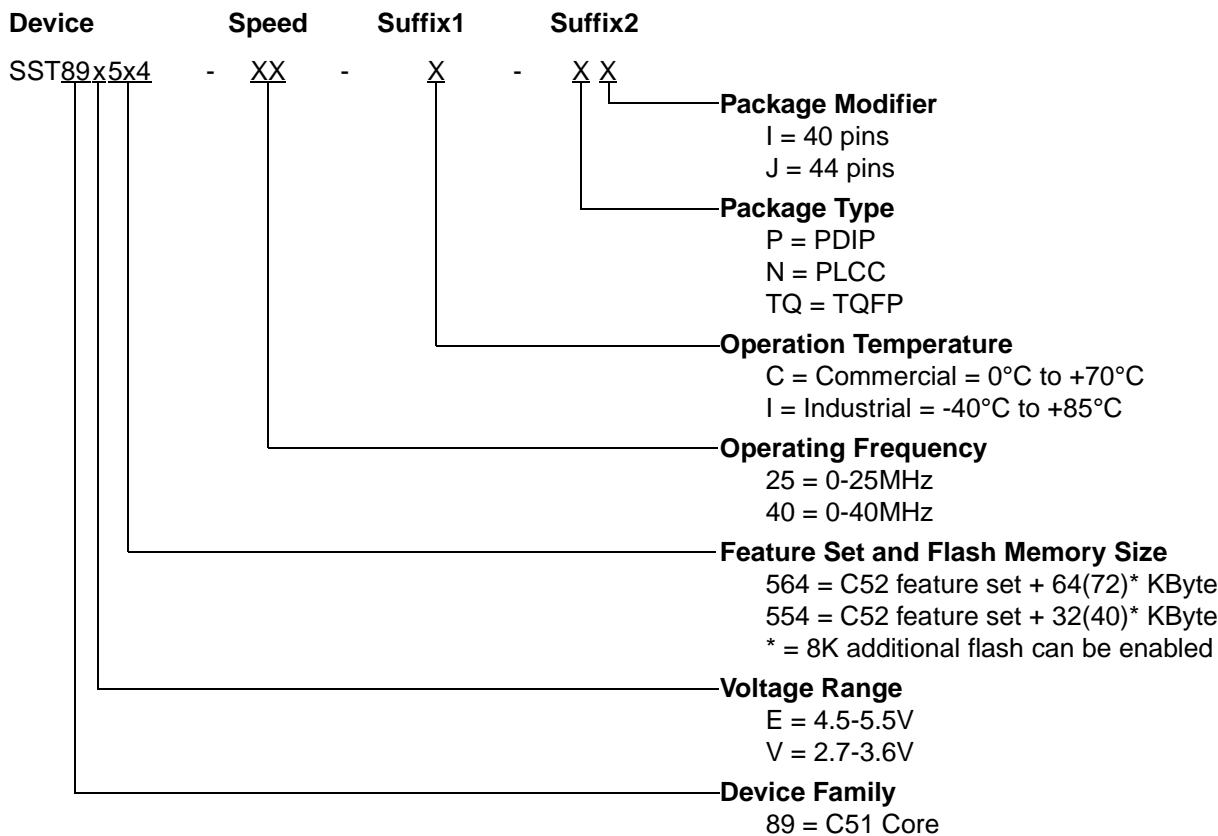 Device Speed Suffix1 Suffix2
SST89x5x4 - XX - X - X X
Package Modifier
I = 40 pins
J = 44 pins
Package Type
P = PDIP
N = PLCC
TQ = TQFP
Operation Temperature
C = Commercial = 0°C to +70°C
I = Industrial = -40°C to +85°C
Operating Frequency
25 = 0-25MHz
40 = 0-40MHz
Feature Set and Flash Memory Size
564 = C52 feature set + 64(72)* KByte
554 = C52 feature set + 32(40)* KByte
* = 8K additional flash can be enabled
Voltage Range
E = 4.5-5.5V
V = 2.7-3.6V
Device Family
89 = C51 Core